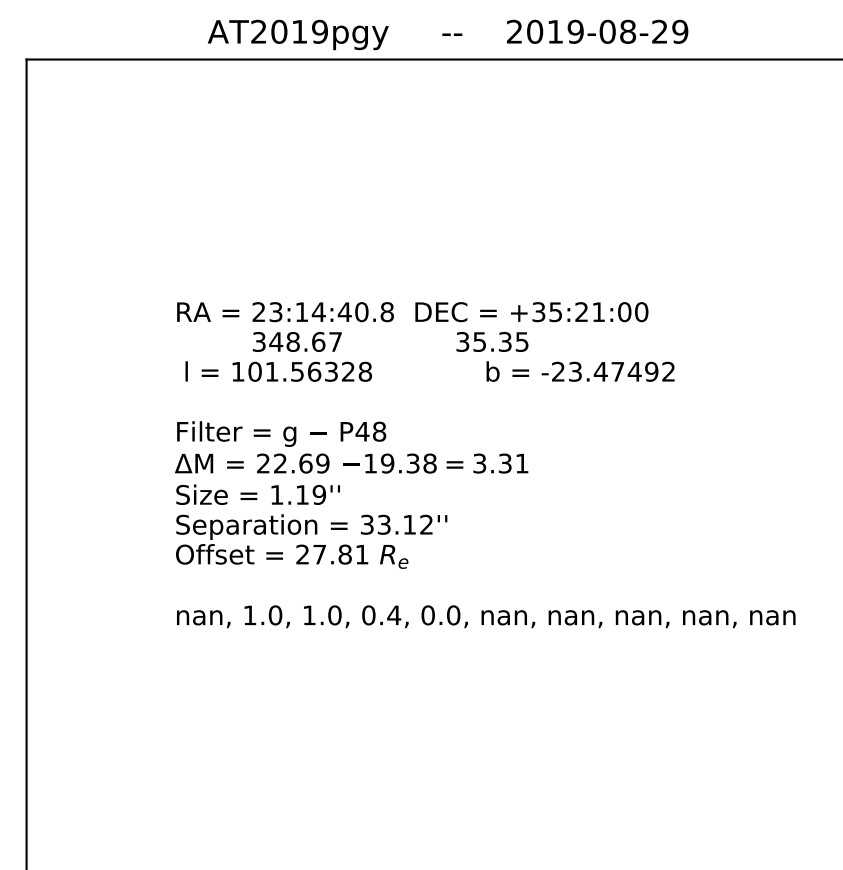 AT2019pgy -- 2019-08-29
RA = 23:14:40.8 DEC = +35:21:00
348.67 35.35
l = 101.56328 b = -23.47492
Filter = g − P48
ΔM = 22.69 −19.38 = 3.31
Size = 1.19''
Separation = 33.12''
Offset = 27.81 Re
nan, 1.0, 1.0, 0.4, 0.0, nan, nan, nan, nan, nan